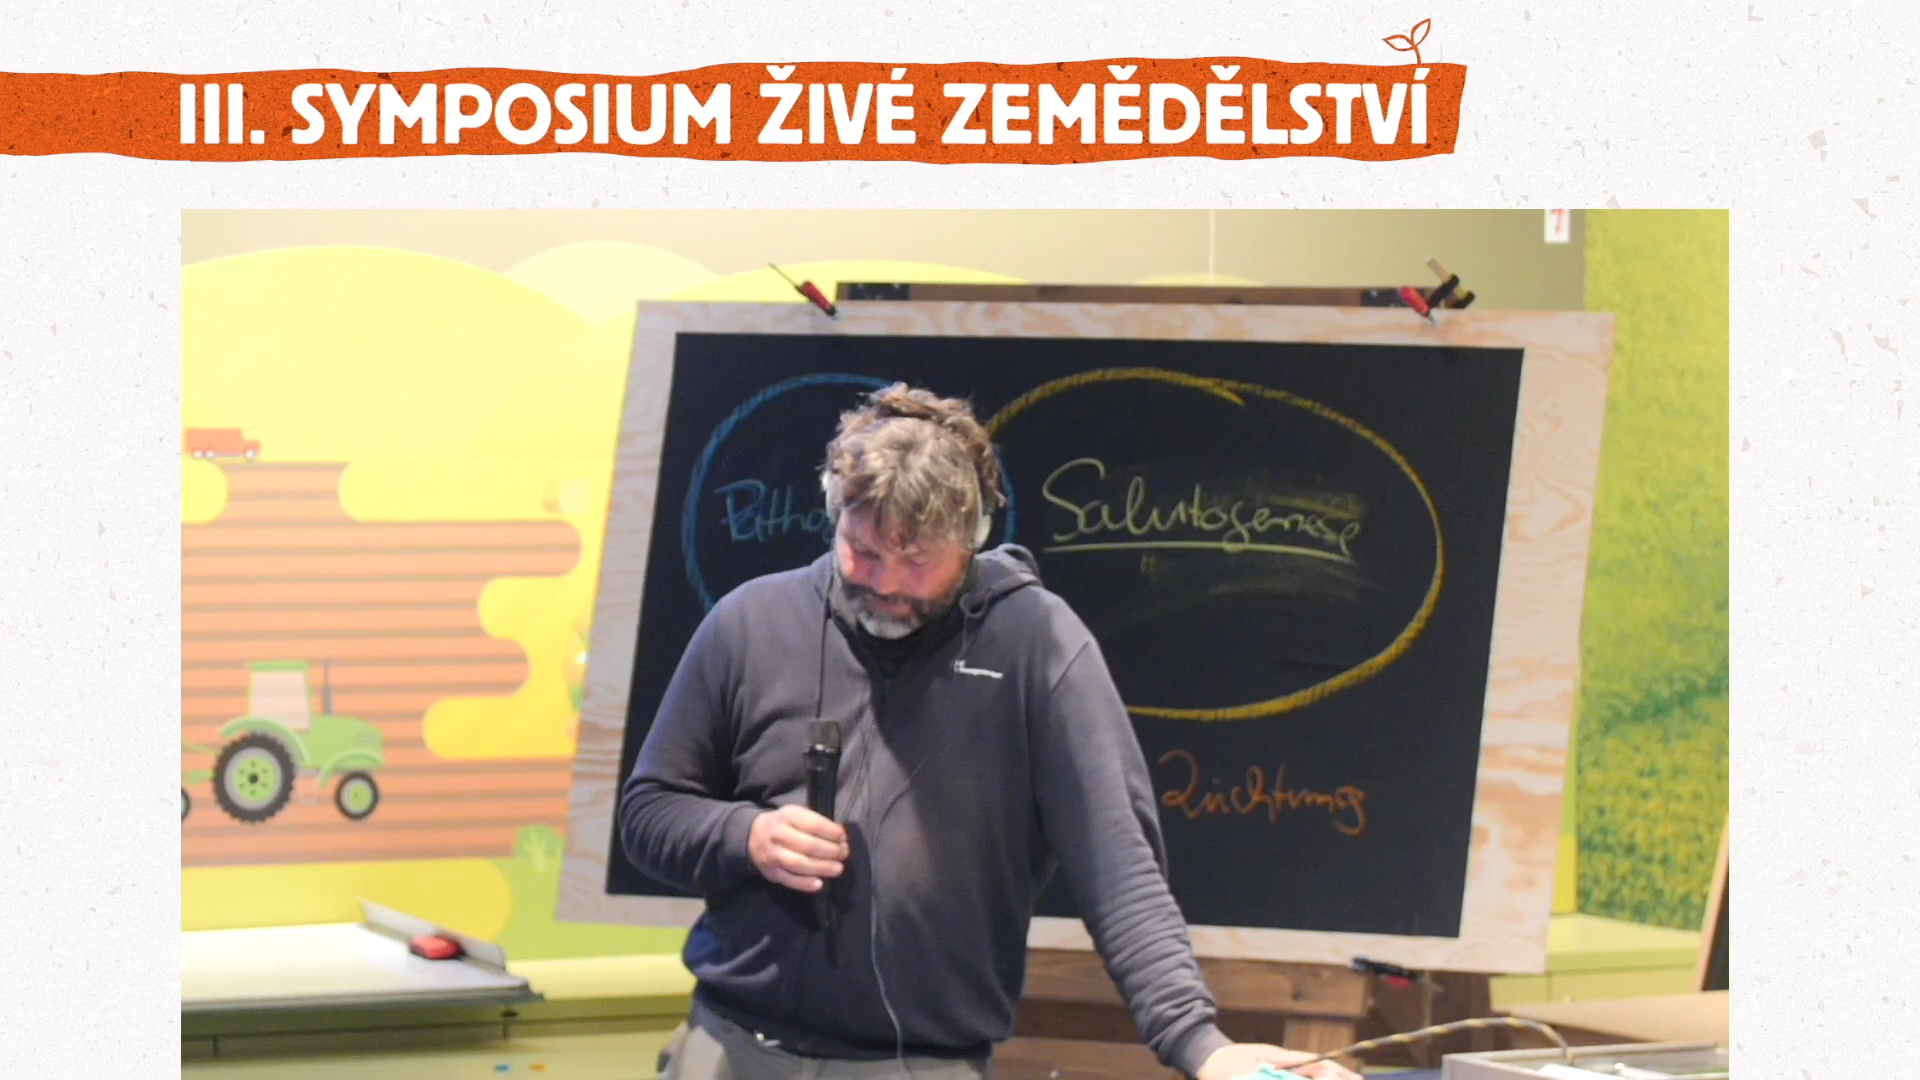 III. SYMPOSIUM ŽIVÉ ZEMĚDĚLSTVÍ
Salutogenese
Züchtung